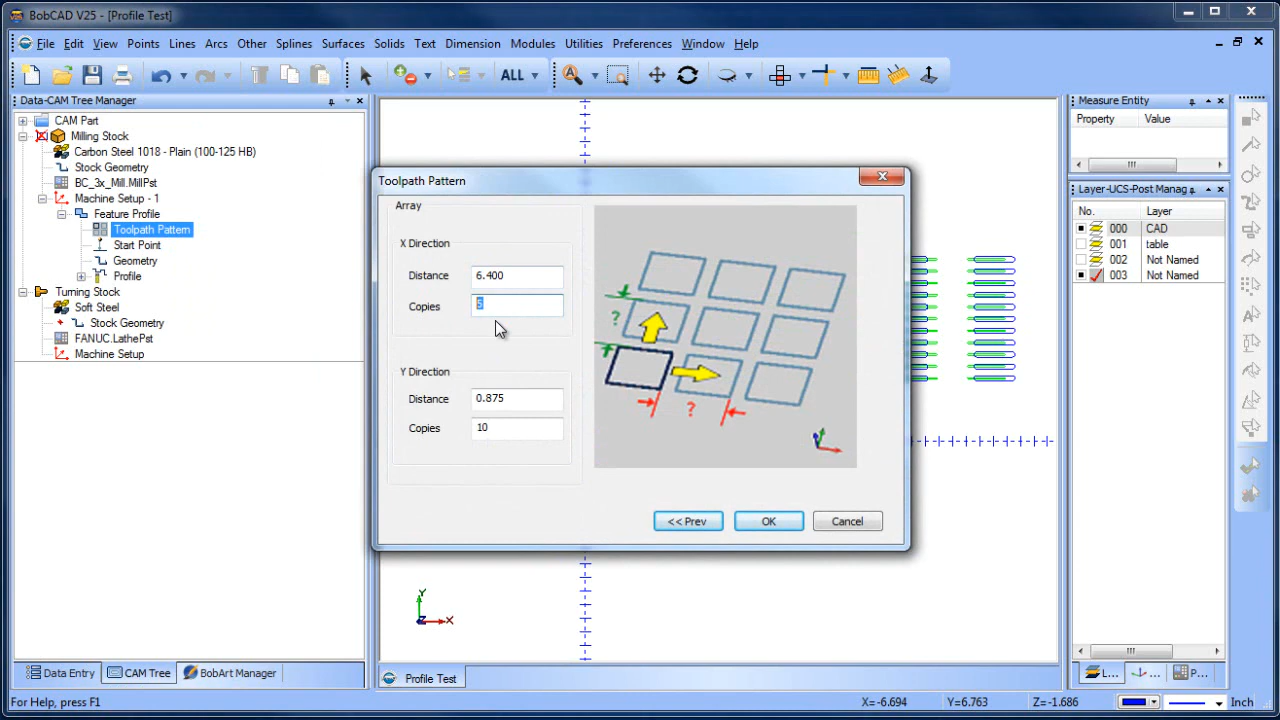 BobCAD V25 - [Profile Test]
File Edit View Points Lines Arcs Other Splines Surfaces Solids Text Dimension Modules Utilities Preferences Window Help
ALL
Data-CAM Tree Manager
CAM Part
Milling Stock
Carbon Steel 1018 - Plain (100-125 HB)
Stock Geometry
BC_3x_Mill.MillPst
Machine Setup - 1
Feature Profile
Toolpath Pattern
Start Point
Geometry
Profile
Turning Stock
Soft Steel
Stock Geometry
FANUC.LathePst
Machine Setup
Data Entry CAM Tree BobArt Manager
Toolpath Pattern
Array
X Direction
Distance 6.400
Copies 5
Y Direction
Distance 0.875
Copies 10
?
?
<< Prev OK Cancel
Y
Z
X
Profile Test
Measure Entity
Property Value
Layer-UCS-Post Manag
No. Layer
000 CAD
001 table
002 Not Named
003 Not Named
L... ... P...
For Help, press F1
X=-6.694 Y=6.763 Z=-1.686 Inch